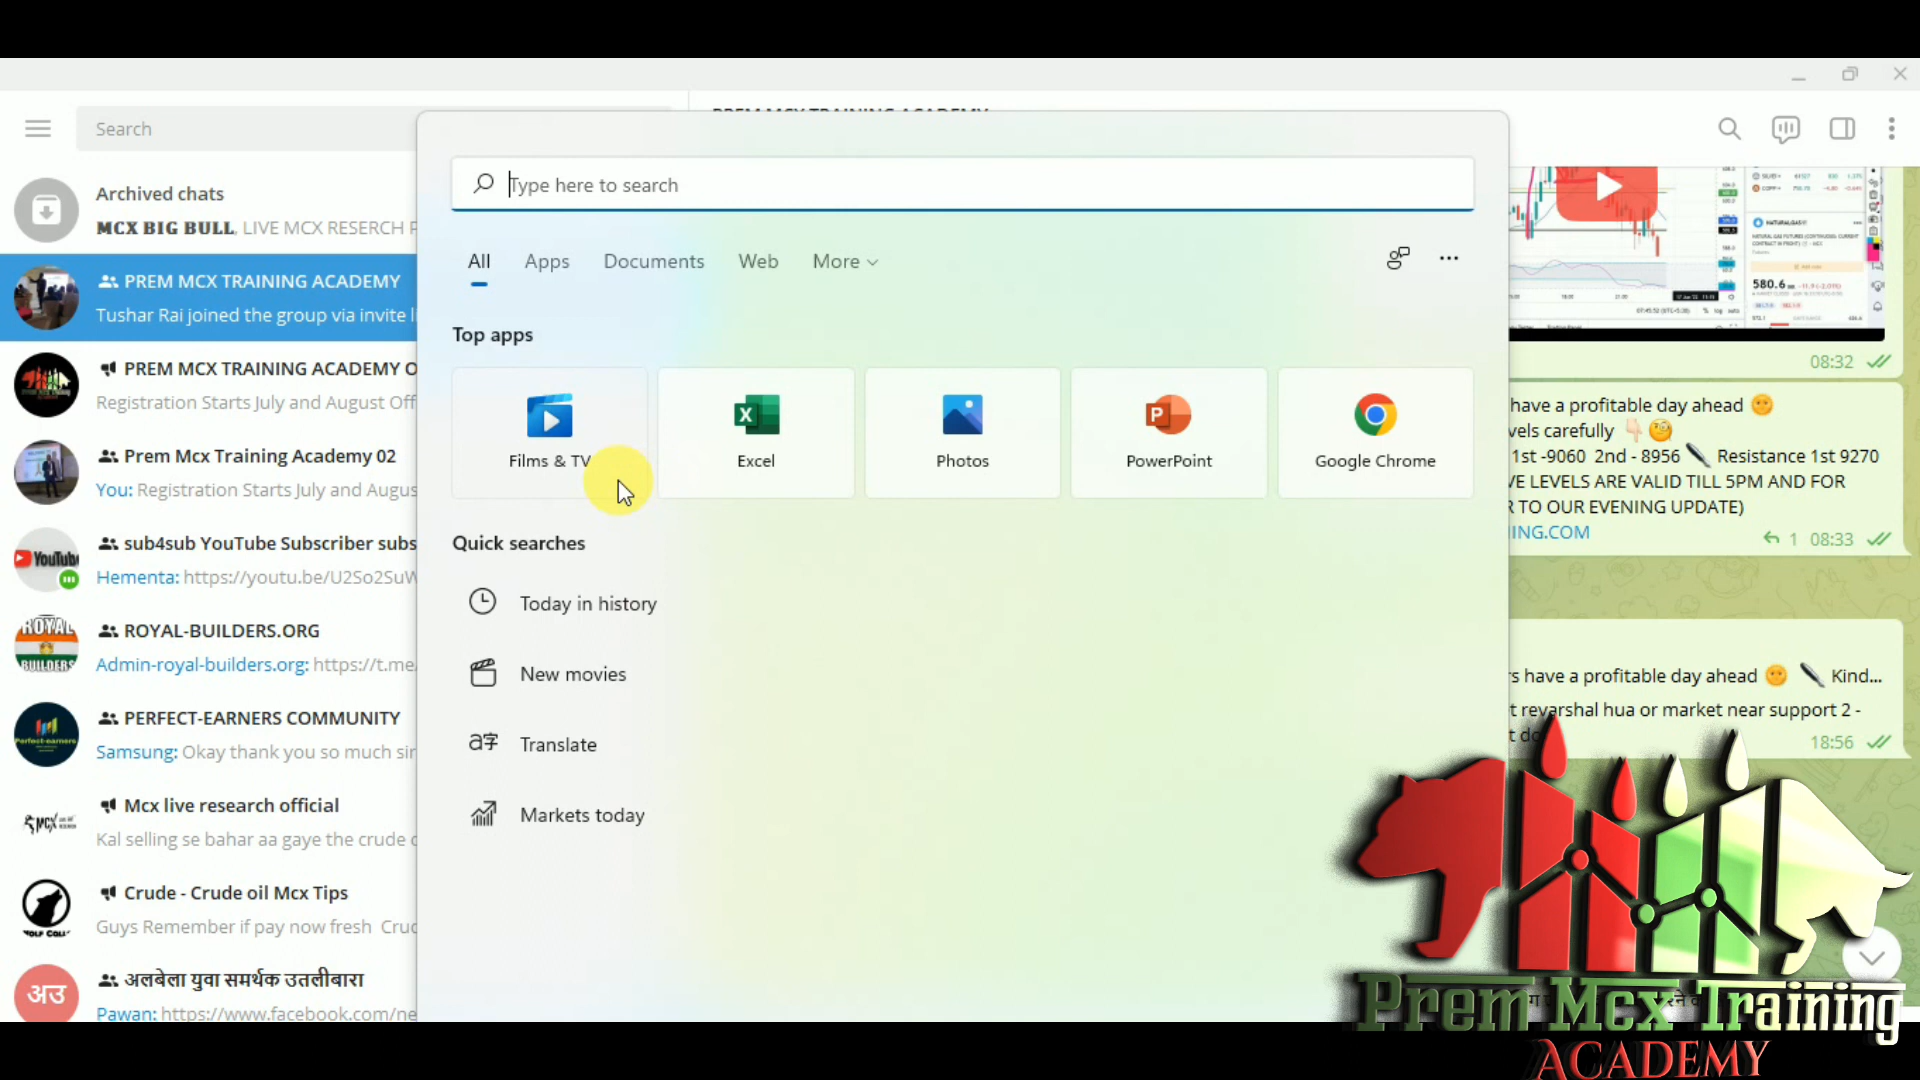 Search
Archived chats
MCX BIG BULL, LIVE MCX RESERCH
PREM MCX TRAINING ACADEMY
Tushar Rai joined the group via invite
PREM MCX TRAINING ACADEMY
Registration Starts July and August
Prem Mcx Training Academy 02
You: Registration Starts July and
sub4sub YouTube Subscriber
Hementa: https://youtu.be/U2So2Su
ROYAL-BUILDERS.ORG
Admin-royal-builders.org: https://t.me/
PERFECT-EARNERS COMMUNITY
Samsung: Okay thank you so much sir
Mcx live research official
Kal selling se bahar aa gaye the crude
Crude - Crude oil Mcx Tips
Guys Remember if pay now fresh
अलबेला युवा समर्थक उतलीबारा
अउ
Pawan: https://www.facebook.com/ne
YouTube
ROYAL
BUILDERS
Type here to search
All
Apps
Documents
Web
More
Top apps
Films & TV
Excel
Photos
PowerPoint
Google Chrome
Quick searches
Today in history
New movies
Translate
Markets today
NATURALGAS
580.6
08:32
have a profitable day ahead
carefully
1st -9060 2nd - 8956 Resistance 1st 9270
LEVELS ARE VALID TILL 5PM AND FOR
TO OUR EVENING UPDATE)
ING.COM
1 08:33
have a profitable day ahead Kind...
revarshal hua or market near support 2 -
18:56
Prem Mcx Training
ACADEMY